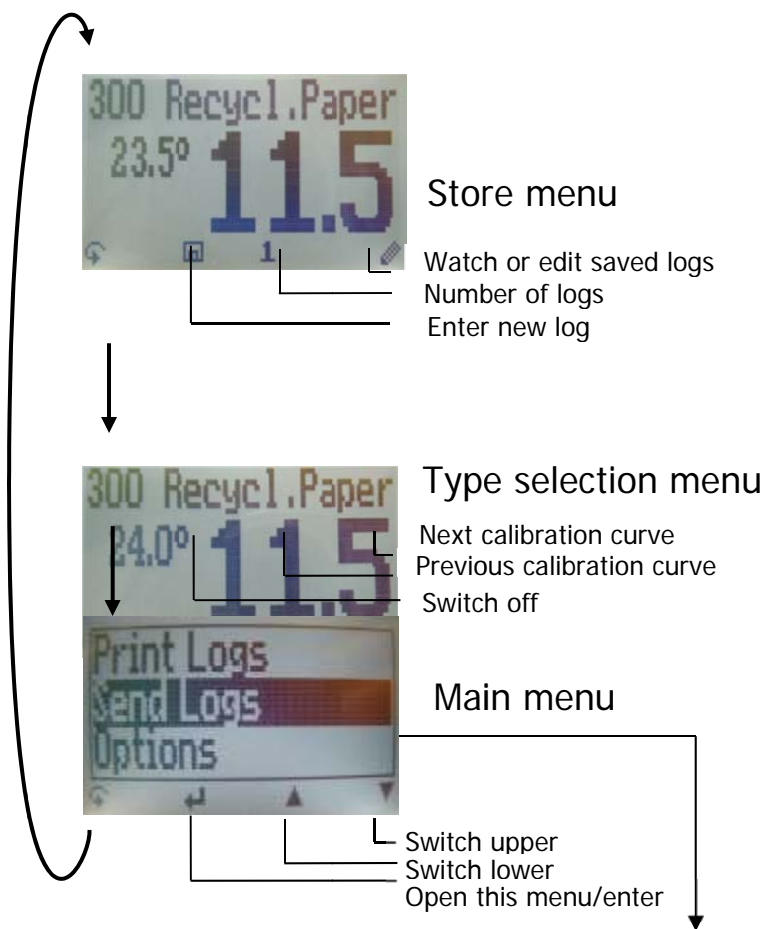 300 Recycl.Paper
23.5° 11.5
1
Store menu
Watch or edit saved logs
Number of logs
Enter new log
300 Recycl.Paper
24.0° 11.5
Type selection menu
Next calibration curve
Previous calibration curve
Switch off
Print Logs
Send Logs
Options
Main menu
Switch upper
Switch lower
Open this menu/enter